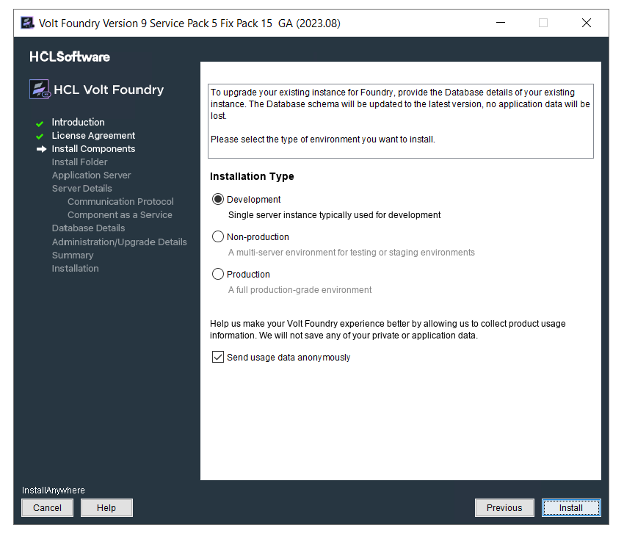 Volt Foundry Version 9 Service Pack 5 Fix Pack 15  GA (2023.08)
HCLSoftware
HCL Volt Foundry
Introduction
License Agreement
Install Components
Install Folder
Application Server
Server Details
Communication Protocol
Component as a Service
Database Details
Administration/Upgrade Details
Summary
Installation
To upgrade your existing instance for Foundry, provide the Database details of your existing
instance. The Database schema will be updated to the latest version, no application data will be
lost.
Please select the type of environment you want to install.
Installation Type
Development
Single server instance typically used for development
Non-production
A multi-server environment for testing or staging environments
Production
A full production-grade environment
Help us make your Volt Foundry experience better by allowing us to collect product usage
information. We will not save any of your private or application data.
Send usage data anonymously
InstallAnywhere
Cancel
Help
Previous
Install